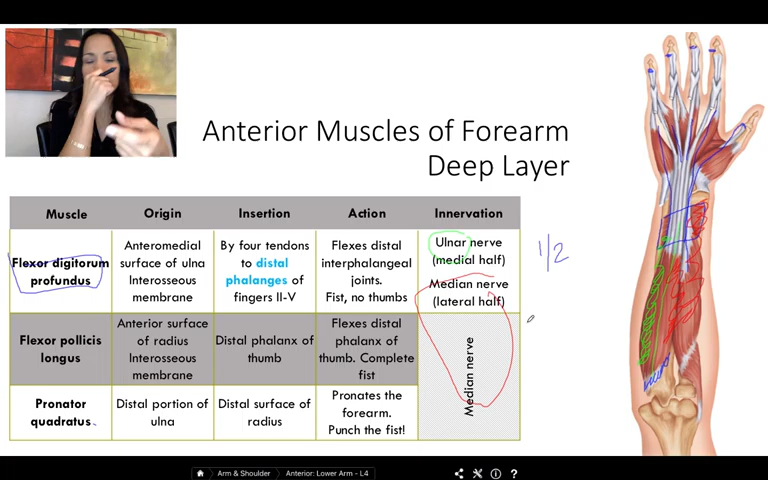 Anterior Muscles of Forearm
Deep Layer
Muscle Origin Insertion Action Innervation
Flexor digitorum
profundus
Anteromedial
surface of ulna
Interosseous
membrane
By four tendons
to distal
phalanges of
fingers II-V
Flexes distal
interphalangeal
joints.
Fist, no thumbs
Ulnar nerve
(medial half)
Median nerve
(lateral half)
1/2
Flexor pollicis
longus
Anterior surface
of radius
Interosseous
membrane
Distal phalanx of
thumb
Flexes distal
phalanx of
thumb. Complete
fist
Median nerve
Pronator
quadratus
Distal portion of
ulna
Distal surface of
radius
Pronates the
forearm.
Punch the fist!
Arm & Shoulder Anterior: Lower Arm - L4